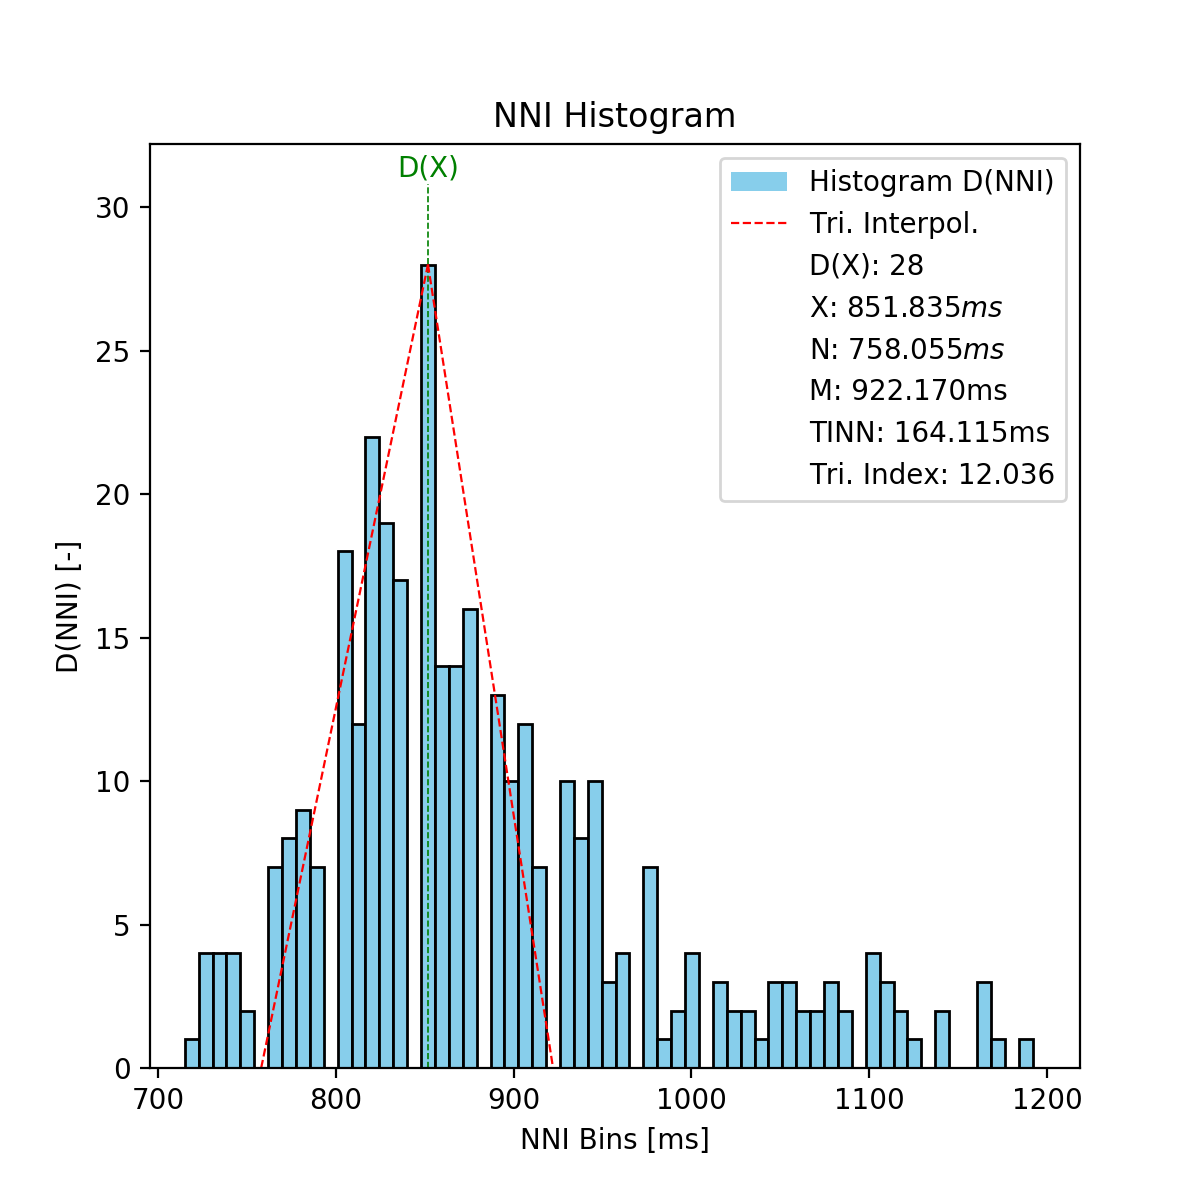 NNI Histogram
D(X)
Histogram D(NNI)
Tri. Interpol.
D(X): 28
X: 851.835ms
N: 758.055ms
M: 922.170ms
TINN: 164.115ms
Tri. Index: 12.036
30
25
20
15
10
5
0
D(NNI) [-]
700 800 900 1000 1100 1200
NNI Bins [ms]